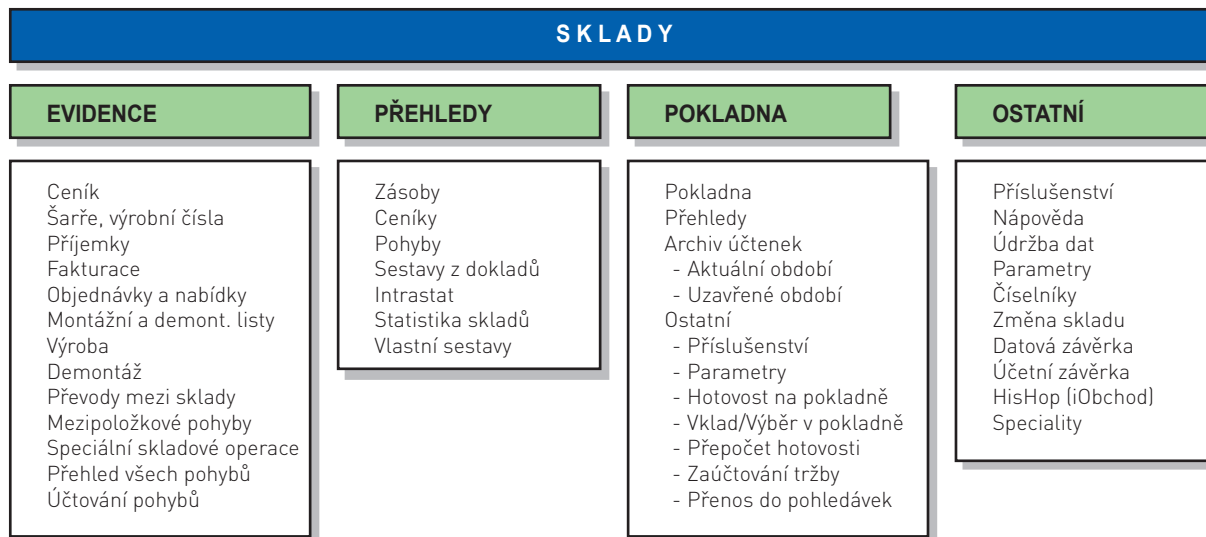 SKLADY
EVIDENCE
Ceník
Šarře, výrobní čísla
Příjemky
Fakturace
Objednávky a nabídky
Montážní a demont. listy
Výroba
Demontáž
Převody mezi sklady
Mezipoložkové pohyby
Speciální skladové operace
Přehled všech pohybů
Účtování pohybů
PŘEHLEDY
Zásoby
Ceníky
Pohyby
Sestavy z dokladů
Intrastat
Statistika skladů
Vlastní sestavy
POKLADNA
Pokladna
Přehledy
Archiv účtenek
- Aktuální období
- Uzavřené období
Ostatní
- Příslušenství
- Parametry
- Hotovost na pokladně
- Vklad/Výběr v pokladně
- Přepočet hotovosti
- Zaúčtování tržby
- Přenos do pohledávek
OSTATNÍ
Příslušenství
Nápověda
Údržba dat
Parametry
Číselníky
Změna skladu
Datová závěrka
Účetní závěrka
HisHop (iObchod)
Speciality